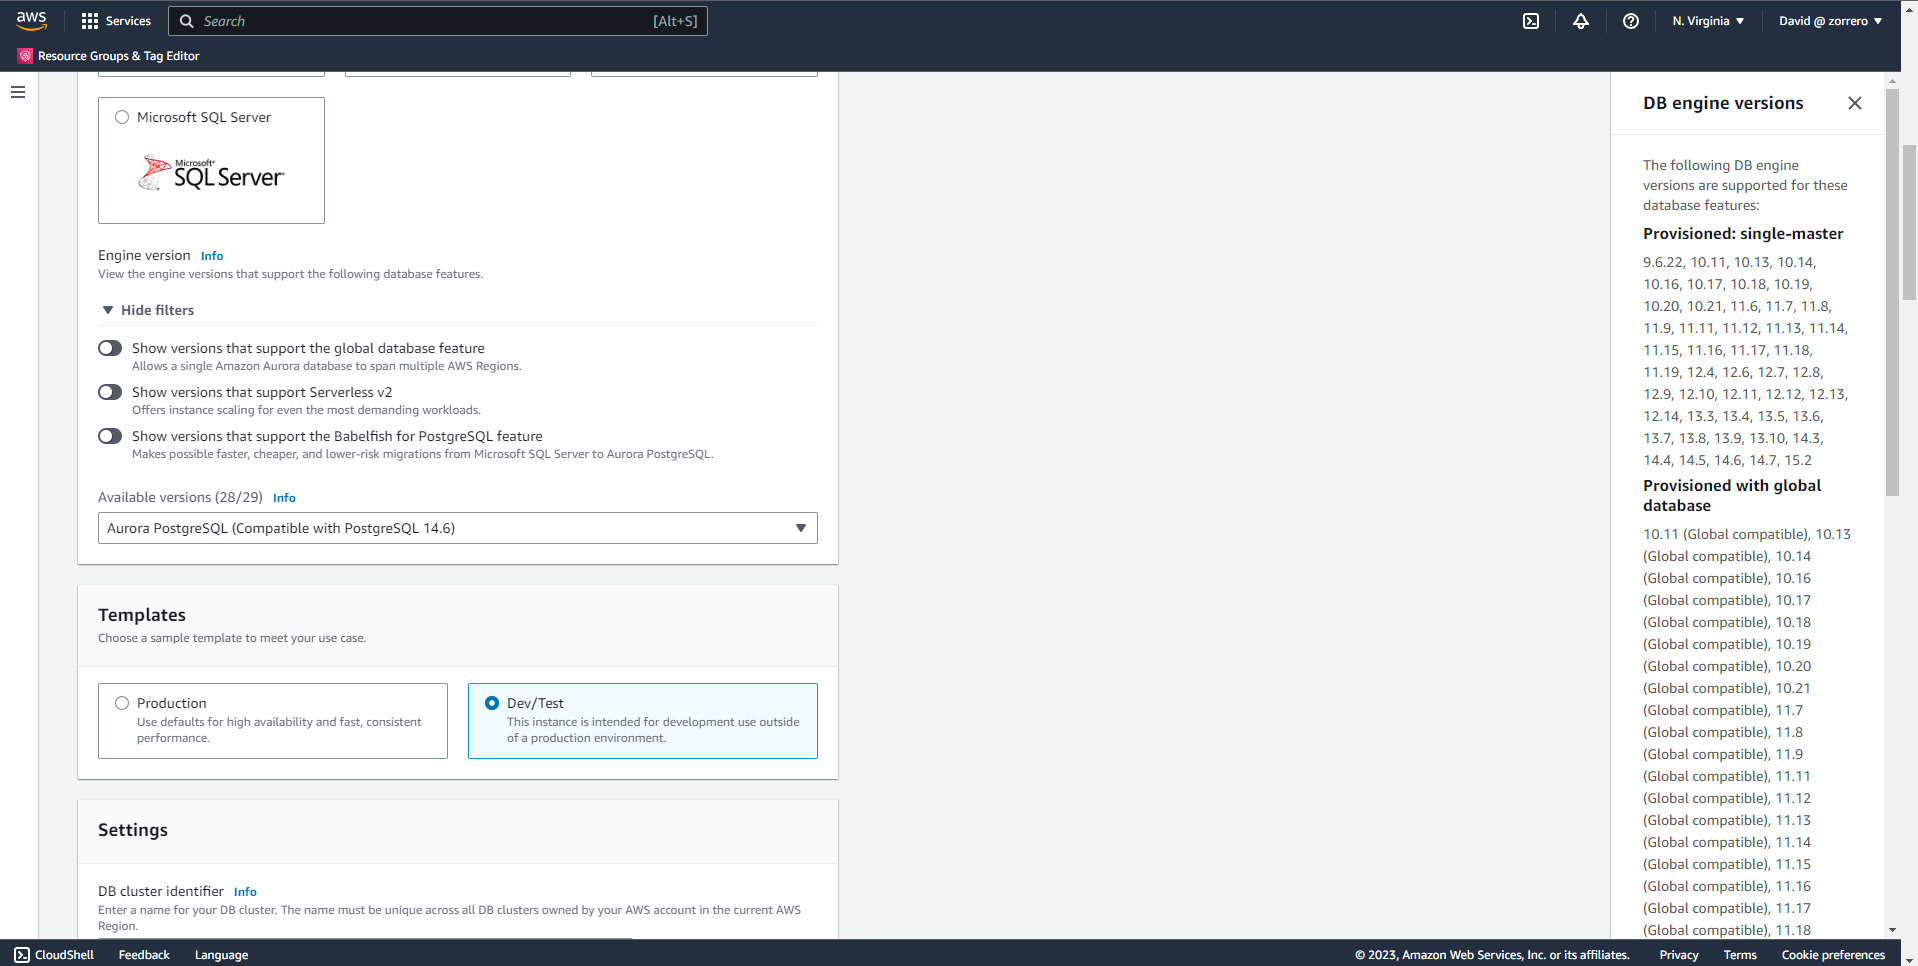 aws
Services
Search
[Alt+S]
N. Virginia
David @ zorrero
Resource Groups & Tag Editor
Microsoft SQL Server
Microsoft®
SQL Server®
Engine version Info
View the engine versions that support the following database features.
Hide filters
Show versions that support the global database feature
Allows a single Amazon Aurora database to span multiple AWS Regions.
Show versions that support Serverless v2
Offers instance scaling for even the most demanding workloads.
Show versions that support the Babelfish for PostgreSQL feature
Makes possible faster, cheaper, and lower-risk migrations from Microsoft SQL Server to Aurora PostgreSQL.
Available versions (28/29) Info
Aurora PostgreSQL (Compatible with PostgreSQL 14.6)
Templates
Choose a sample template to meet your use case.
Production
Use defaults for high availability and fast, consistent
performance.
Dev/Test
This instance is intended for development use outside
of a production environment.
Settings
DB cluster identifier Info
Enter a name for your DB cluster. The name must be unique across all DB clusters owned by your AWS account in the current AWS
Region.
DB engine versions
The following DB engine
versions are supported for these
database features:
Provisioned: single-master
9.6.22, 10.11, 10.13, 10.14,
10.16, 10.17, 10.18, 10.19,
10.20, 10.21, 11.6, 11.7, 11.8,
11.9, 11.11, 11.12, 11.13, 11.14,
11.15, 11.16, 11.17, 11.18,
11.19, 12.4, 12.6, 12.7, 12.8,
12.9, 12.10, 12.11, 12.12, 12.13,
12.14, 13.3, 13.4, 13.5, 13.6,
13.7, 13.8, 13.9, 13.10, 14.3,
14.4, 14.5, 14.6, 14.7, 15.2
Provisioned with global
database
10.11 (Global compatible), 10.13
(Global compatible), 10.14
(Global compatible), 10.16
(Global compatible), 10.17
(Global compatible), 10.18
(Global compatible), 10.19
(Global compatible), 10.20
(Global compatible), 10.21
(Global compatible), 11.7
(Global compatible), 11.8
(Global compatible), 11.9
(Global compatible), 11.11
(Global compatible), 11.12
(Global compatible), 11.13
(Global compatible), 11.14
(Global compatible), 11.15
(Global compatible), 11.16
(Global compatible), 11.17
(Global compatible), 11.18
CloudShell
Feedback
Language
© 2023, Amazon Web Services, Inc. or its affiliates.
Privacy
Terms
Cookie preferences